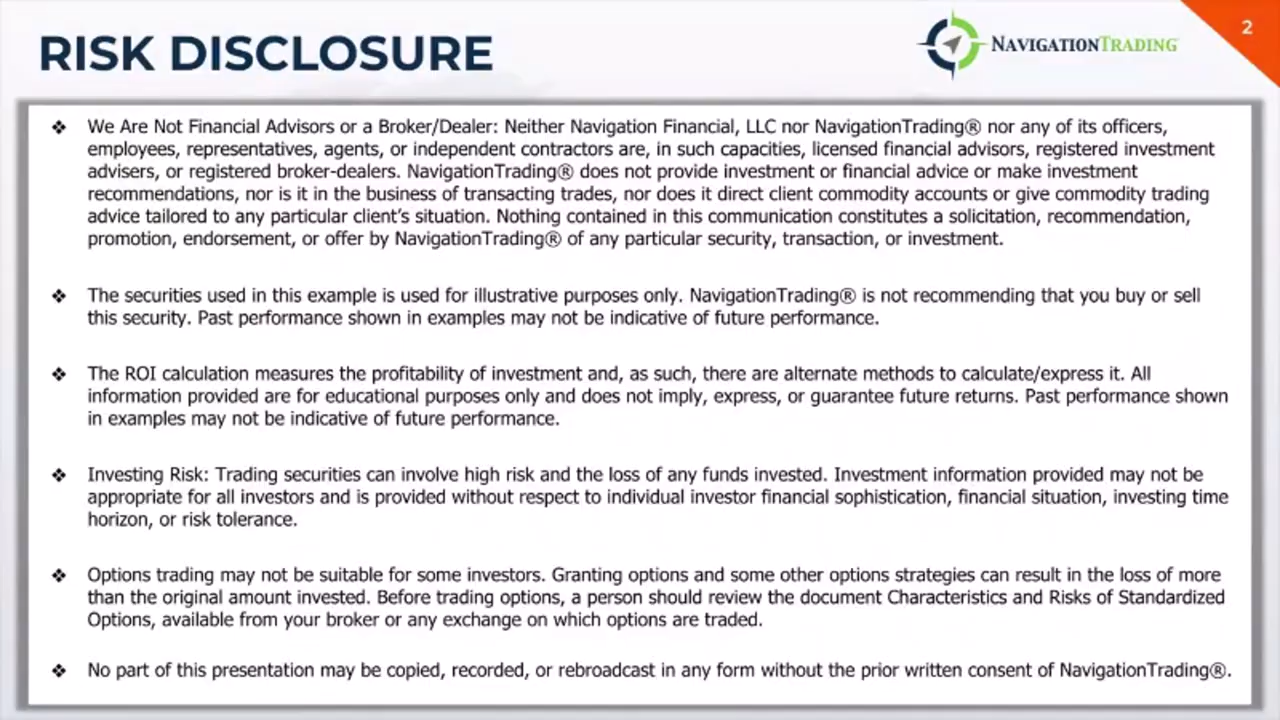 RISK DISCLOSURE
NAVIGATIONTRADING
2
❖ We Are Not Financial Advisors or a Broker/Dealer: Neither Navigation Financial, LLC nor NavigationTrading® nor any of its officers,
employees, representatives, agents, or independent contractors are, in such capacities, licensed financial advisors, registered investment
advisers, or registered broker-dealers. NavigationTrading® does not provide investment or financial advice or make investment
recommendations, nor is it in the business of transacting trades, nor does it direct client commodity accounts or give commodity trading
advice tailored to any particular client's situation. Nothing contained in this communication constitutes a solicitation, recommendation,
promotion, endorsement, or offer by NavigationTrading® of any particular security, transaction, or investment.
❖ The securities used in this example is used for illustrative purposes only. NavigationTrading® is not recommending that you buy or sell
this security. Past performance shown in examples may not be indicative of future performance.
❖ The ROI calculation measures the profitability of investment and, as such, there are alternate methods to calculate/express it. All
information provided are for educational purposes only and does not imply, express, or guarantee future returns. Past performance shown
in examples may not be indicative of future performance.
❖ Investing Risk: Trading securities can involve high risk and the loss of any funds invested. Investment information provided may not be
appropriate for all investors and is provided without respect to individual investor financial sophistication, financial situation, investing time
horizon, or risk tolerance.
❖ Options trading may not be suitable for some investors. Granting options and some other options strategies can result in the loss of more
than the original amount invested. Before trading options, a person should review the document Characteristics and Risks of Standardized
Options, available from your broker or any exchange on which options are traded.
❖ No part of this presentation may be copied, recorded, or rebroadcast in any form without the prior written consent of NavigationTrading®.